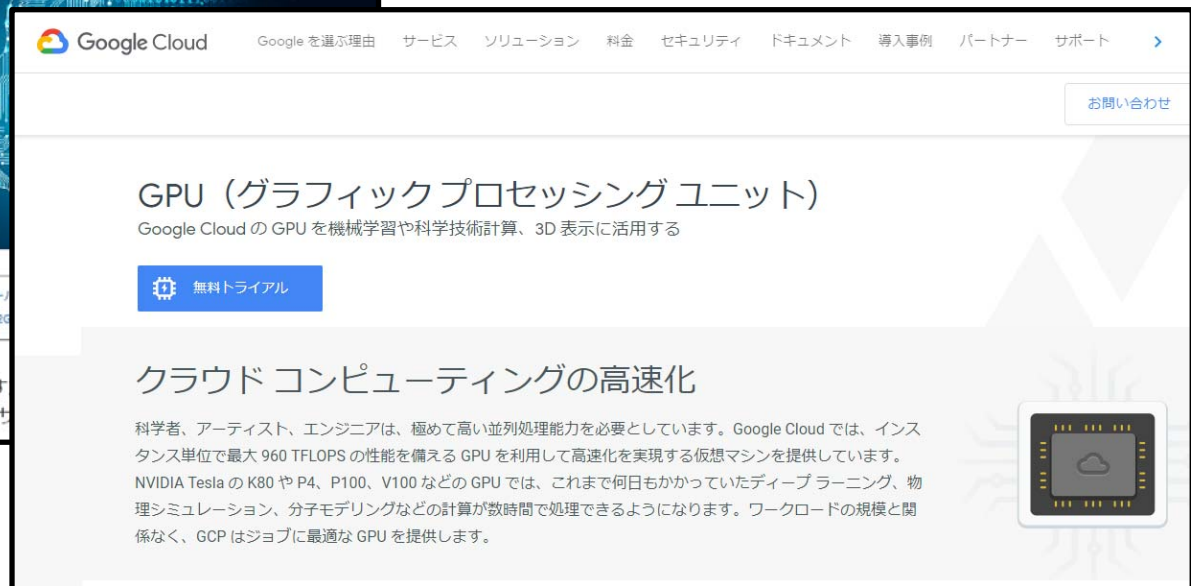 Google Cloud
Google を選ぶ理由 サービス ソリューション 料金 セキュリティ ドキュメント 導入事例 パートナー サポート
お問い合わせ
GPU（グラフィック プロセッシング ユニット）
Google Cloud の GPU を機械学習や科学技術計算、3D 表示に活用する
無料トライアル
クラウド コンピューティングの高速化
科学者、アーティスト、エンジニアは、極めて高い並列処理能力を必要としています。Google Cloud では、インス
タンス単位で最大 960 TFLOPS の性能を備える GPU を利用して高速化を実現する仮想マシンを提供しています。
NVIDIA Tesla の K80 や P4、P100、V100 などの GPU では、これまで何日もかかっていたディープ ラーニング、物
理シミュレーション、分子モデリングなどの計算が数時間で処理できるようになります。ワークロードの規模と関
係なく、GCP はジョブに最適な GPU を提供します。